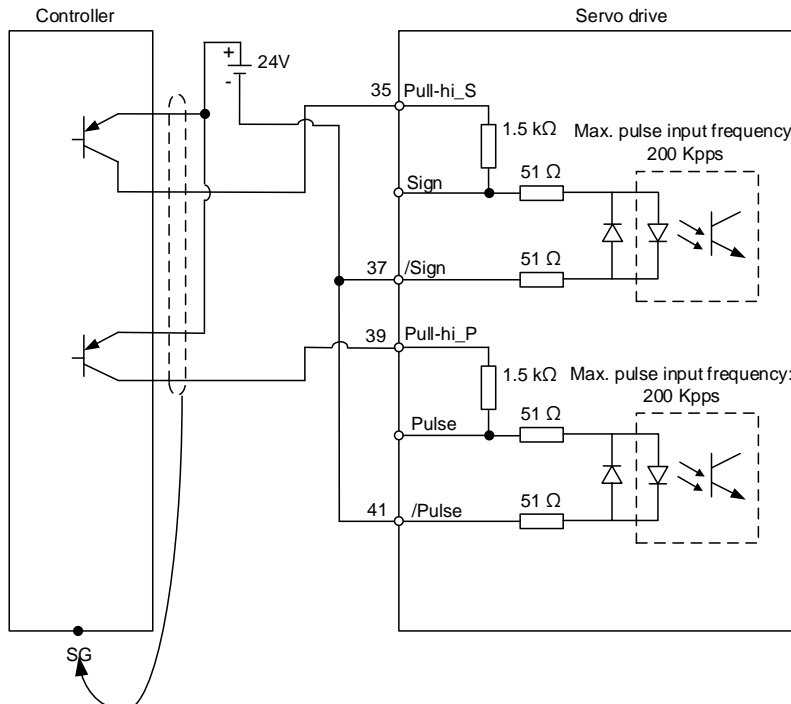 Controller
Servo drive
+
24V
-
35
Pull-hi_S
1.5 kΩ
Max. pulse input frequency:
200 Kpps
Sign
51 Ω
37
/Sign
51 Ω
39
Pull-hi_P
1.5 kΩ
Max. pulse input frequency:
200 Kpps
Pulse
51 Ω
41
/Pulse
51 Ω
SG